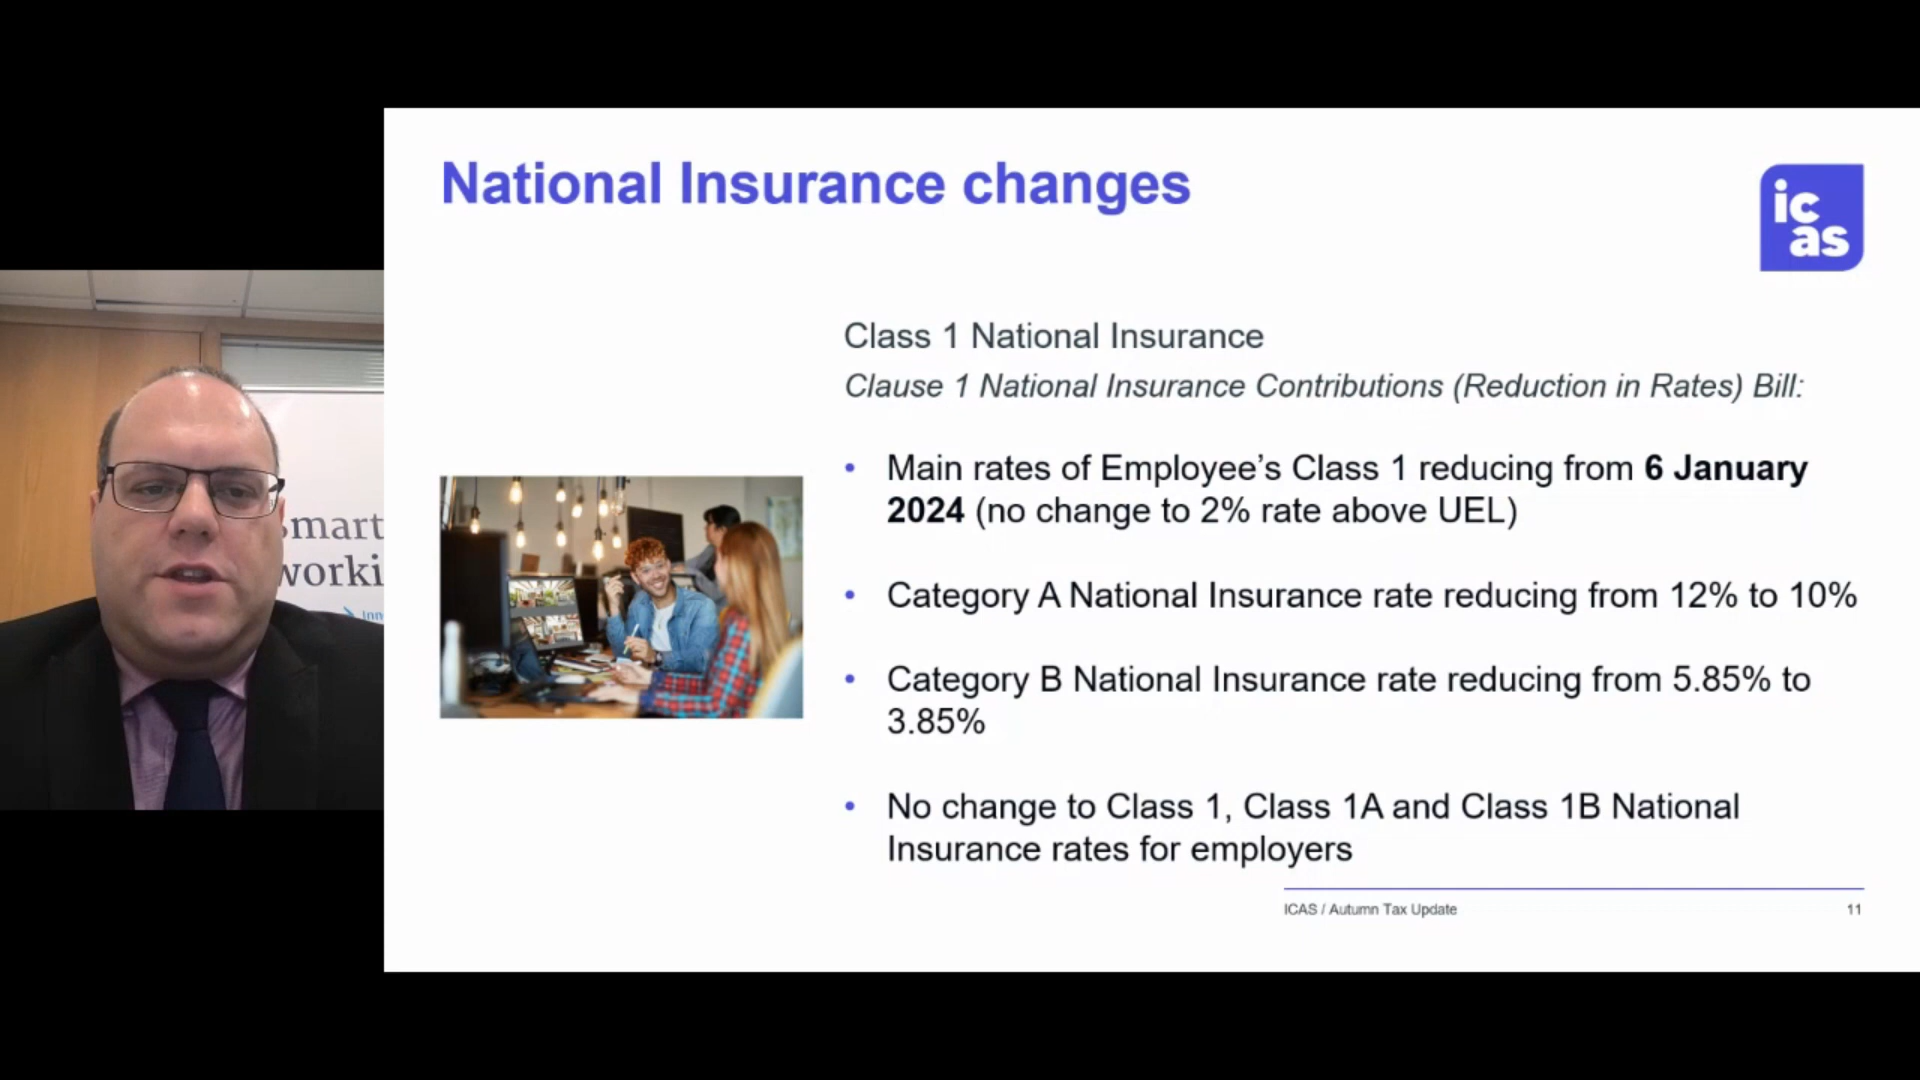 National Insurance changes
ic
as
Class 1 National Insurance
Clause 1 National Insurance Contributions (Reduction in Rates) Bill:
• Main rates of Employee’s Class 1 reducing from 6 January
2024 (no change to 2% rate above UEL)
• Category A National Insurance rate reducing from 12% to 10%
• Category B National Insurance rate reducing from 5.85% to
3.85%
• No change to Class 1, Class 1A and Class 1B National
Insurance rates for employers
ICAS / Autumn Tax Update
11
smart
worki
Inn